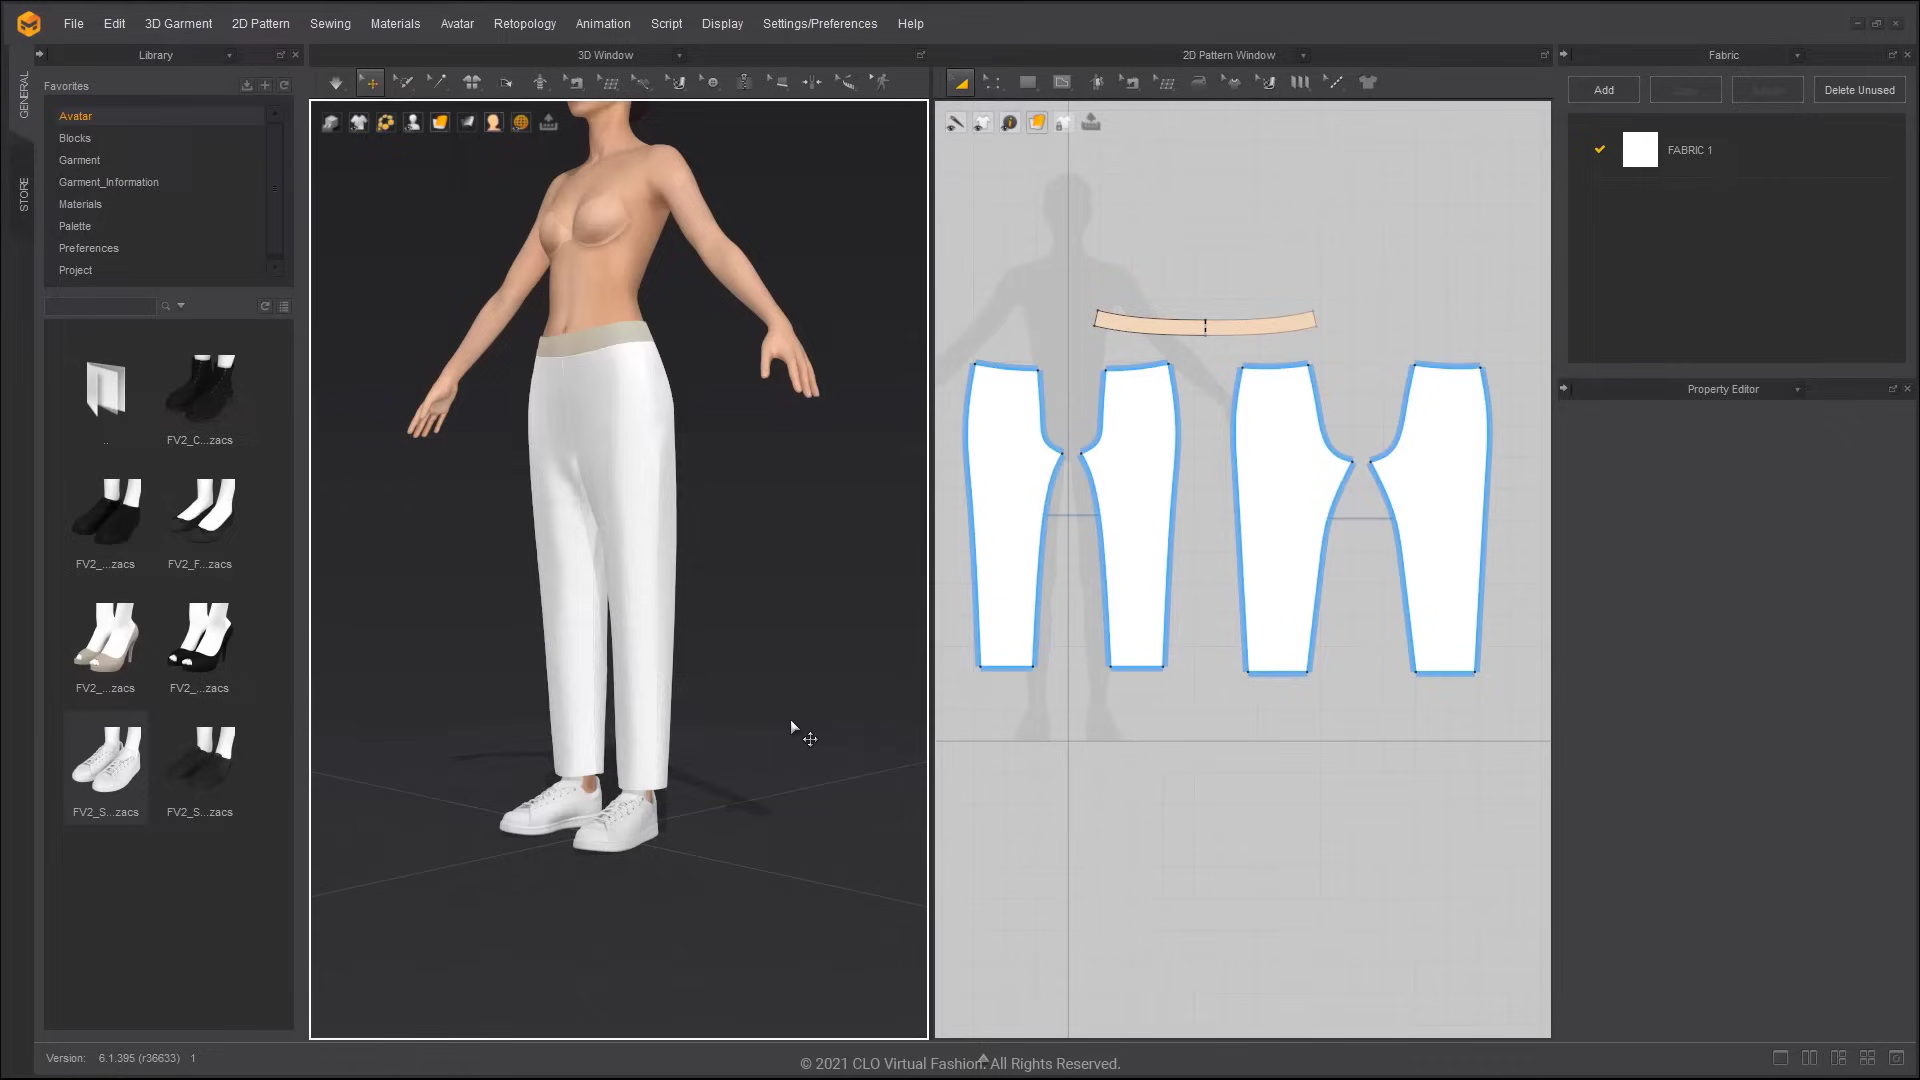 File Edit 3D Garment 2D Pattern Sewing Materials Avatar Retopology Animation Script Display Settings/Preferences Help
Library 3D Window 2D Pattern Window Fabric
GENERAL
STORE
Favorites
Avatar
Blocks
Garment
Garment_Information
Materials
Palette
Preferences
Project
Add
Delete Unused
FABRIC 1
Property Editor
..
FV2_C...zacs
FV2_...zacs
FV2_F...zacs
FV2_...zacs
FV2_...zacs
FV2_S...zacs
FV2_S...zacs
Version: 6.1.395 (r36633) 1
© 2021 CLO Virtual Fashion. All Rights Reserved.